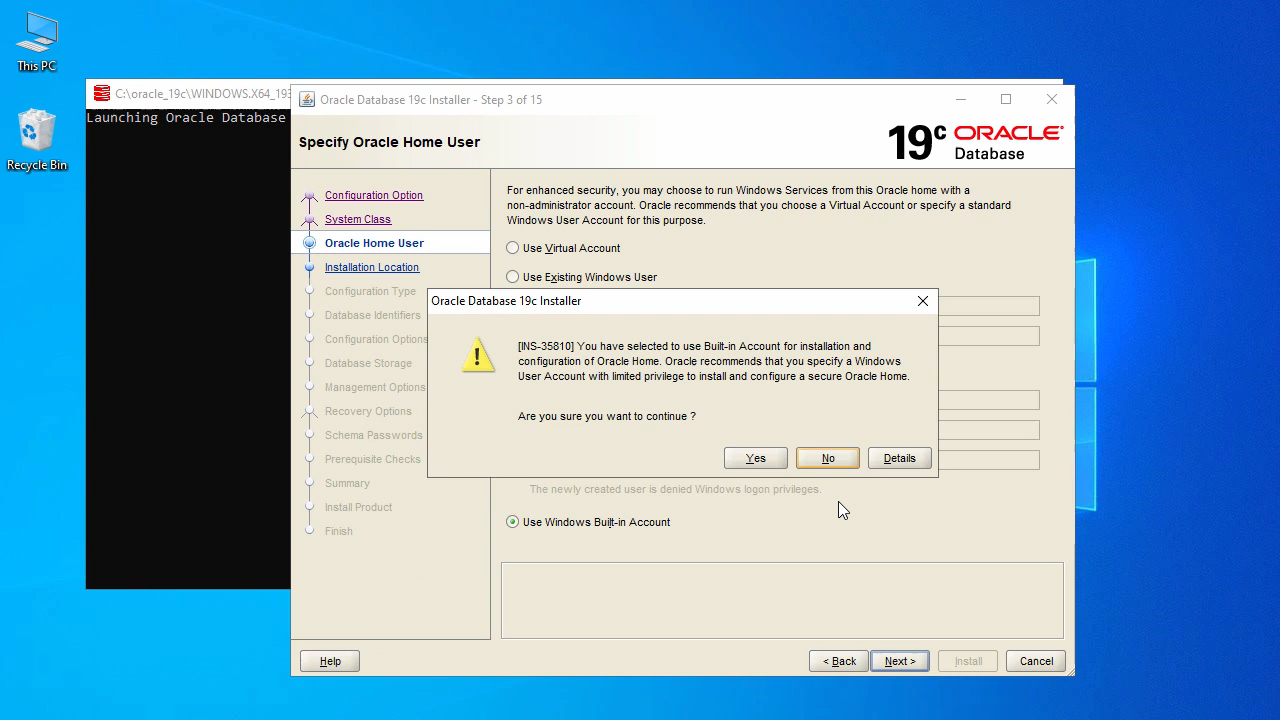 This PC
Recycle Bin
C:\oracle_19c\WINDOWS.X64_193
Launching Oracle Database
Oracle Database 19c Installer - Step 3 of 15
Specify Oracle Home User
19c ORACLE
Database
Configuration Option
System Class
Oracle Home User
Installation Location
Configuration Type
Database Identifiers
Configuration Options
Database Storage
Management Options
Recovery Options
Schema Passwords
Prerequisite Checks
Summary
Install Product
Finish
For enhanced security, you may choose to run Windows Services from this Oracle home with a
non-administrator account. Oracle recommends that you choose a Virtual Account or specify a standard
Windows User Account for this purpose.
Use Virtual Account
Use Existing Windows User
Oracle Database 19c Installer
[INS-35810] You have selected to use Built-in Account for installation and
configuration of Oracle Home. Oracle recommends that you specify a Windows
User Account with limited privilege to install and configure a secure Oracle Home.
Are you sure you want to continue ?
Yes
No
Details
The newly created user is denied Windows logon privileges.
Use Windows Built-in Account
Help
< Back
Next >
Install
Cancel